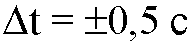 Δt = ±0,5 c